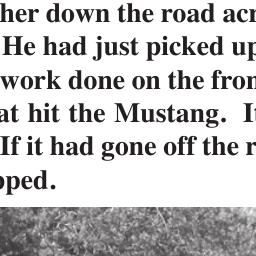 her down the road acr
He had just picked up
work done on the fron
at hit the Mustang. It
If it had gone off the r
pped.